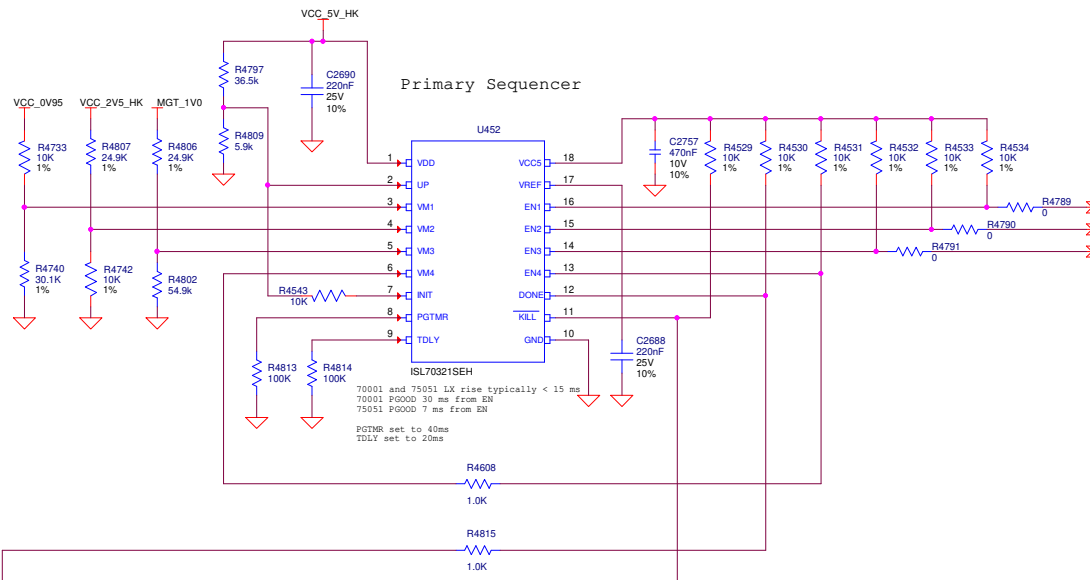 VCC_5V_HK
R4797
36.5k
C2690
220nF
25V
10%
Primary Sequencer
VCC_0V95
VCC_2V5_HK
MGT_1V0
R4733
10K
1%
R4807
24.9K
1%
R4806
24.9K
1%
R4809
5.9k
U452
C2757
470nF
10V
10%
R4529
10K
1%
R4530
10K
1%
R4531
10K
1%
R4532
10K
1%
R4533
10K
1%
R4534
10K
1%
1 VDD VCC5 18
2 UP VREF 17
3 VM1 EN1 16
4 VM2 EN2 15
5 VM3 EN3 14
6 VM4 EN4 13
7 INIT DONE 12
8 PGTMR KILL 11
9 TDLY GND 10
ISL70321SEH
R4789
0
R4790
0
R4791
0
R4740
30.1K
1%
R4742
10K
1%
R4802
54.9k
R4543
10K
R4813
100K
R4814
100K
C2688
220nF
25V
10%
70001 and 75051 LX rise typically < 15 ms
70001 PGOOD 30 ms from EN
75051 PGOOD 7 ms from EN
PGTMR set to 40ms
TDLY set to 20ms
R4608
1.0K
R4815
1.0K